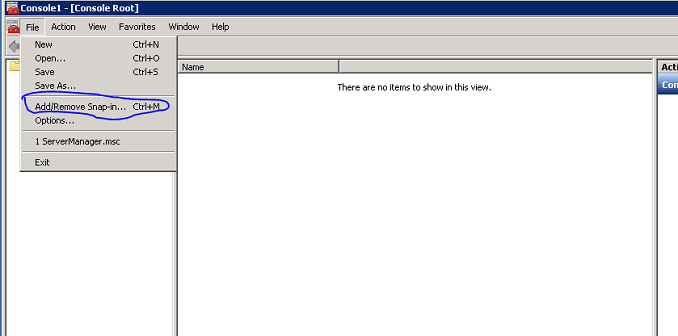 Console1 - [Console Root]
File Action View Favorites Window Help
New Ctrl+N
Open... Ctrl+O
Save Ctrl+S
Save As...
Add/Remove Snap-in... Ctrl+M
Options...
1 ServerManager.msc
Exit
Name
There are no items to show in this view.
Acti
Con